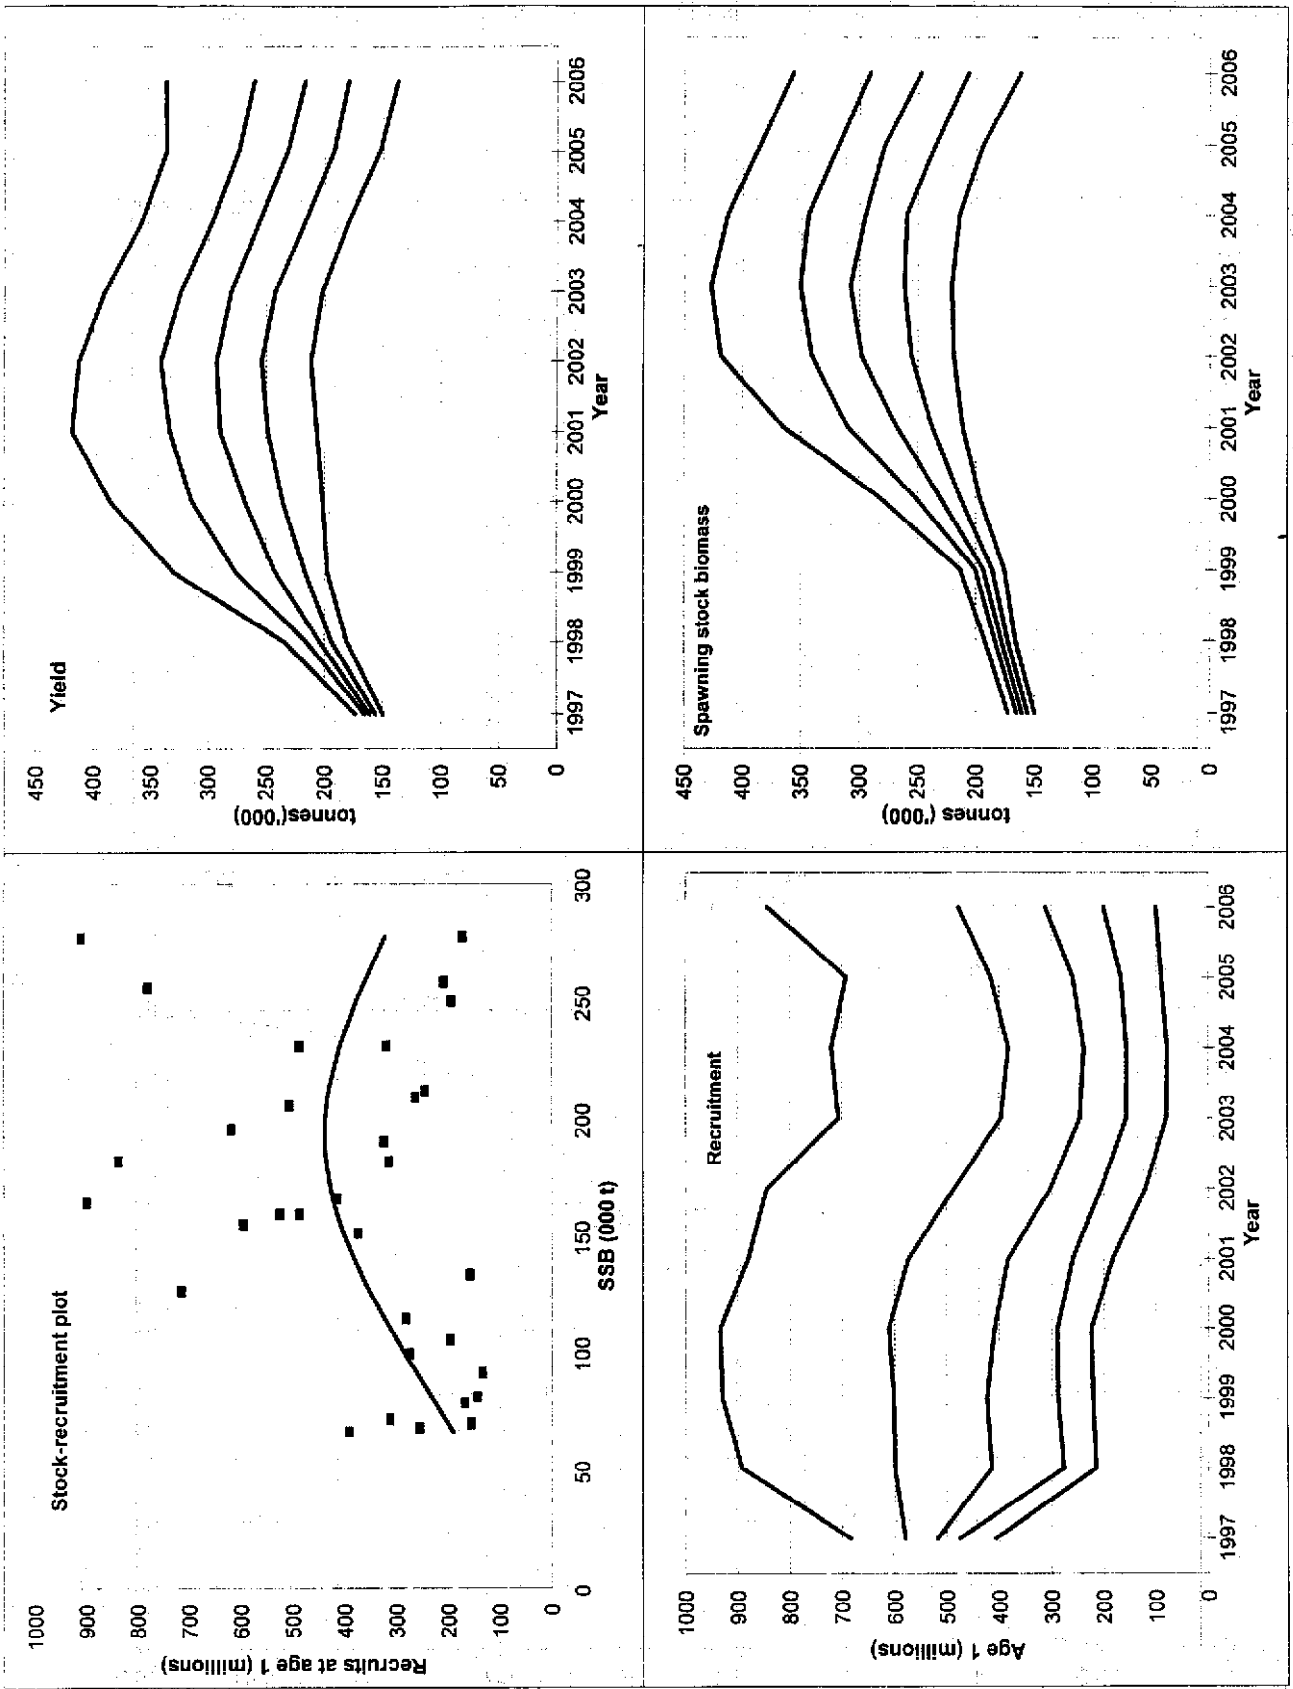 Stock-recruitment plot
Recruits at age 1 (millions)
1000
900
800
700
600
500
400
300
200
100
0
0 50 100 150 200 250 300
SSB (000 t)
Yield
tonnes('000)
450
400
350
300
250
200
150
100
50
0
1997 1998 1999 2000 2001 2002 2003 2004 2005 2006
Year
Recruitment
Age 1 (millions)
1000
900
800
700
600
500
400
300
200
100
0
1997 1998 1999 2000 2001 2002 2003 2004 2005 2006
Year
Spawning stock biomass
tonnes ('000)
450
400
350
300
250
200
150
100
50
0
1997 1998 1999 2000 2001 2002 2003 2004 2005 2006
Year